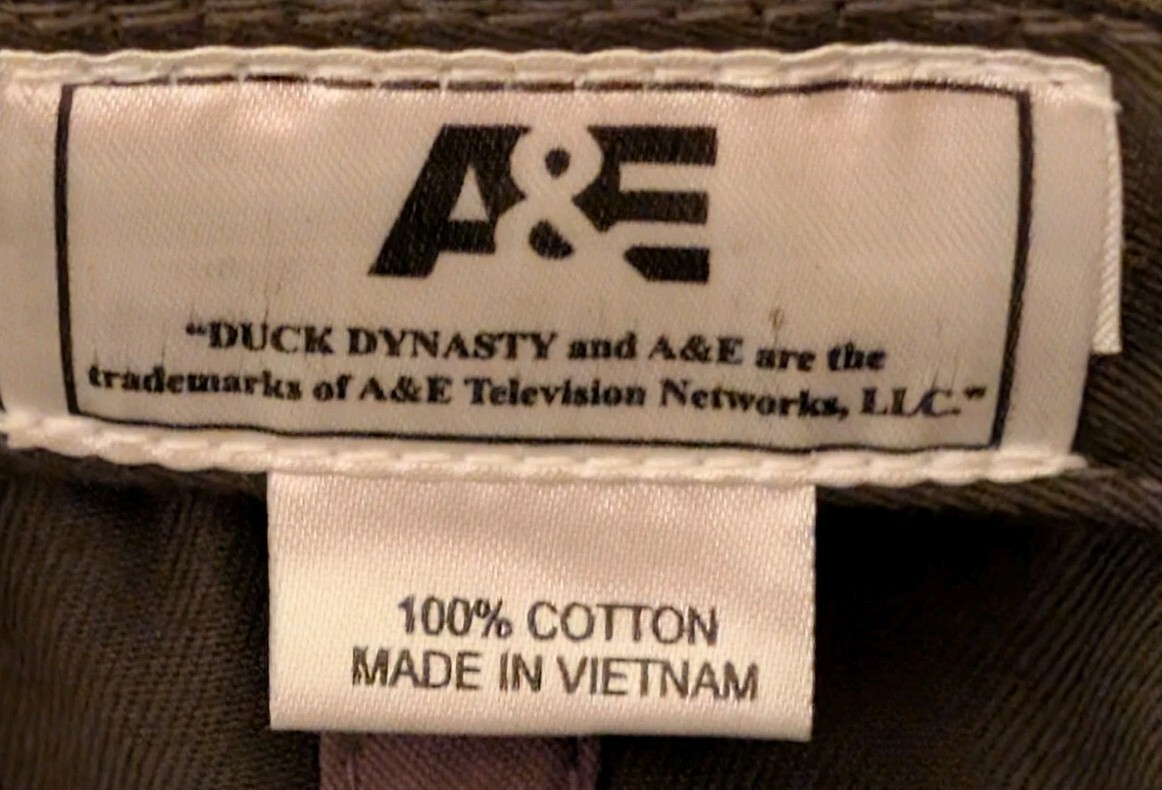 A&E
“DUCK DYNASTY and A&E are the
trademarks of A&E Television Networks, LLC.”
100% COTTON
MADE IN VIETNAM